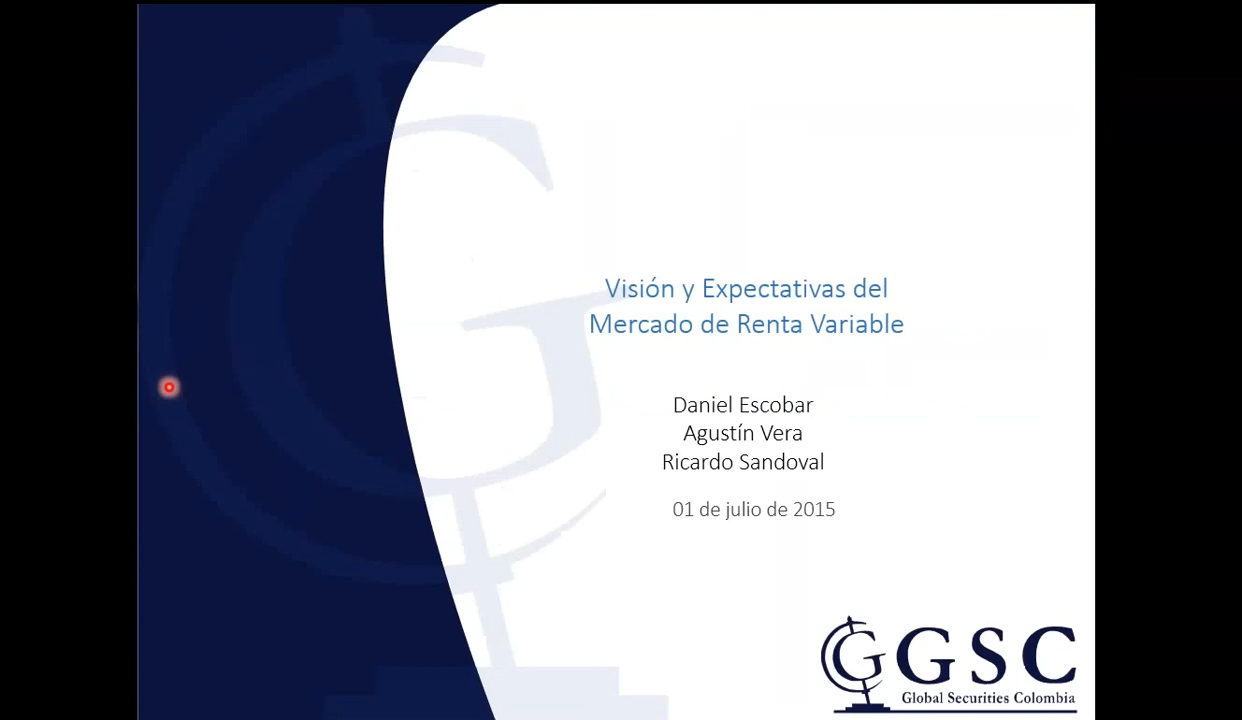 Visión y Expectativas del
Mercado de Renta Variable
Daniel Escobar
Agustín Vera
Ricardo Sandoval
01 de julio de 2015
G GSC
Global Securities Colombia